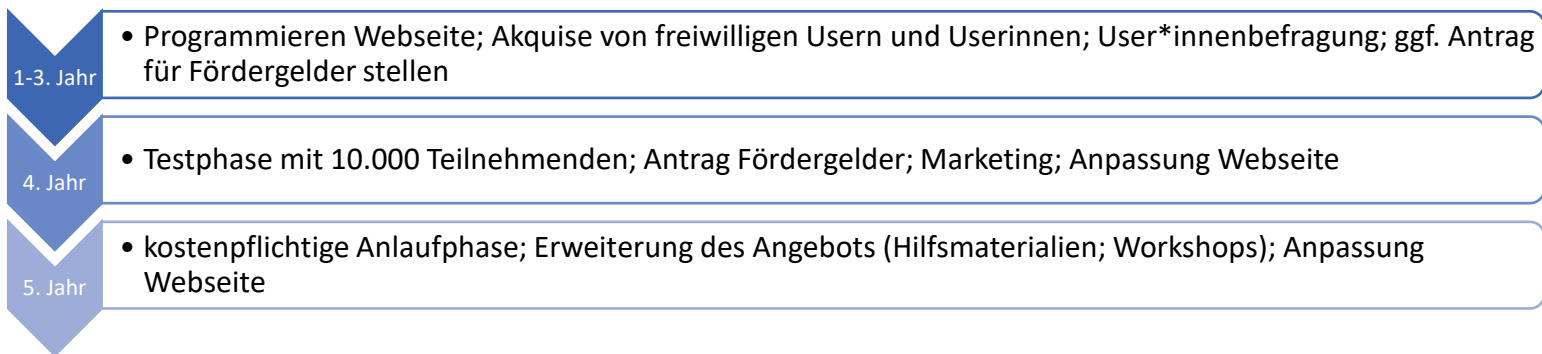 1-3. Jahr
• Programmieren Webseite; Akquise von freiwilligen Usern und Userinnen; User*innenbefragung; ggf. Antrag
für Fördergelder stellen
4. Jahr
• Testphase mit 10.000 Teilnehmenden; Antrag Fördergelder; Marketing; Anpassung Webseite
5. Jahr
• kostenpflichtige Anlaufphase; Erweiterung des Angebots (Hilfsmaterialien; Workshops); Anpassung
Webseite